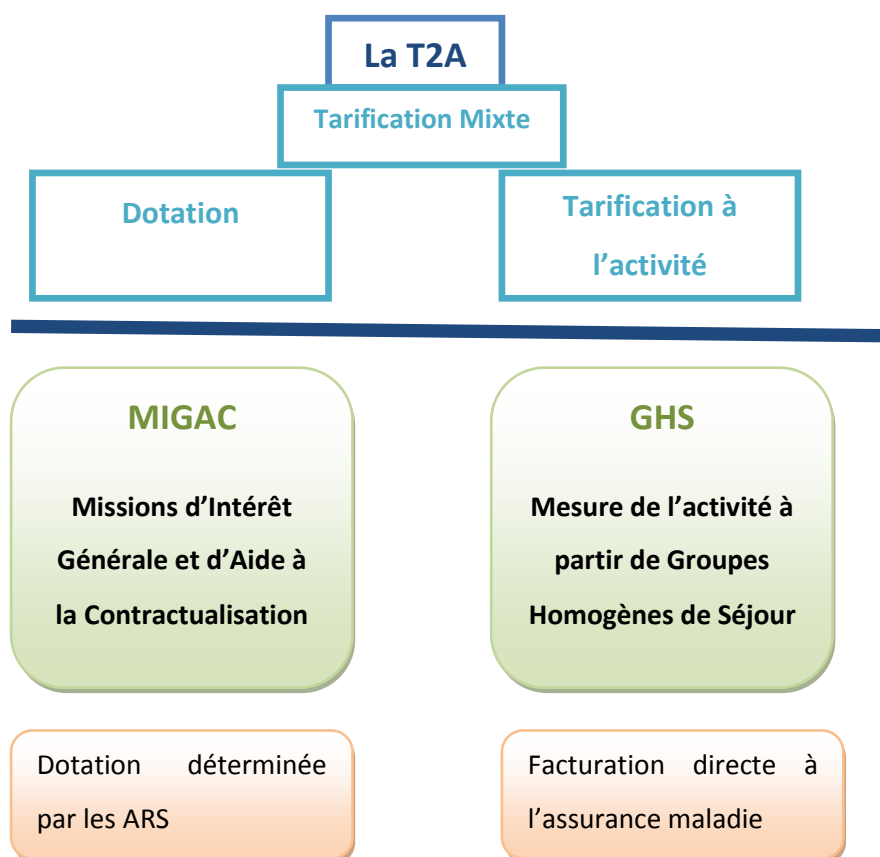 La T2A
Tarification Mixte
Dotation
Tarification à
l’activité
MIGAC
Missions d’Intérêt
Générale et d’Aide à
la Contractualisation
GHS
Mesure de l’activité à
partir de Groupes
Homogènes de Séjour
Dotation déterminée
par les ARS
Facturation directe à
l’assurance maladie